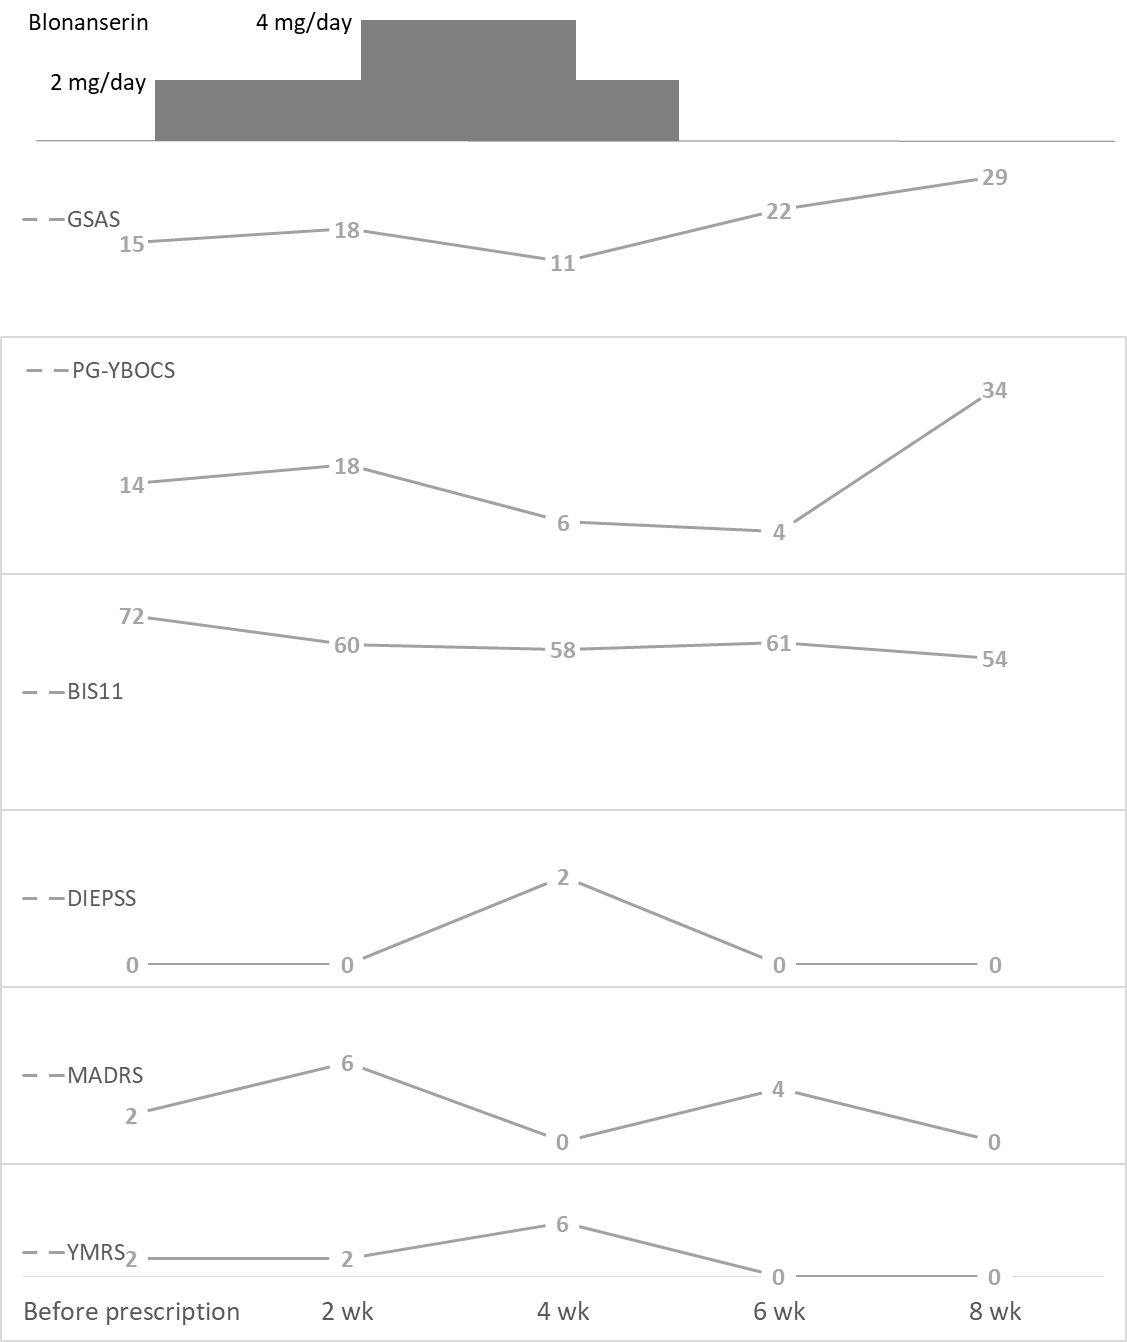 Blonanserin 4 mg/day
2 mg/day
GSAS
15 18 11 22 29
PG-YBOCS
14 18 6 4 34
72 60 58 61 54
BIS11
DIEPSS
0 0 2 0 0
MADRS
2 6 0 4 0
YMRS
2 2 6 0 0
Before prescription 2 wk 4 wk 6 wk 8 wk